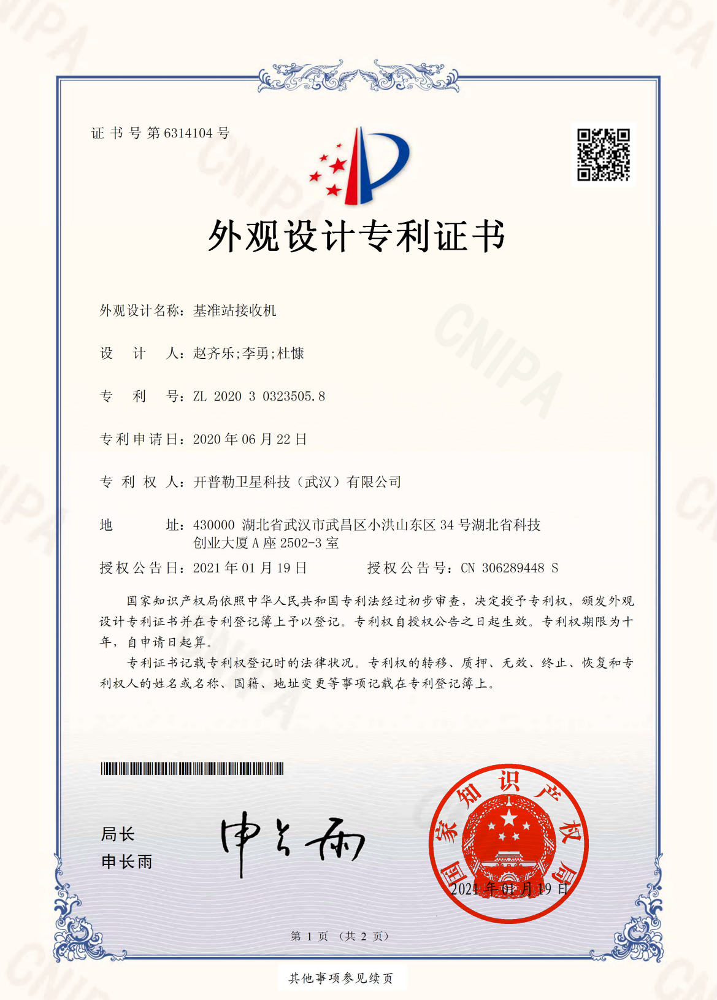 证书号第6314104号
外观设计专利证书
外观设计名称：基准站接收机
设计人：赵齐乐;李勇;杜慷
专利号：ZL 2020 3 0323505.8
专利申请日：2020年06月22日
专利权人：开普勒卫星科技（武汉）有限公司
地址：430000 湖北省武汉市武昌区小洪山东区34号湖北省科技
创业大厦A座2502-3室
授权公告日：2021年01月19日 授权公告号：CN 306289448 S
国家知识产权局依照中华人民共和国专利法经过初步审查，决定授予专利权，颁发外观
设计专利证书并在专利登记簿上予以登记。专利权自授权公告之日起生效。专利权期限为十
年，自申请日起算。
专利证书记载专利权登记时的法律状况。专利权的转移、质押、无效、终止、恢复和专
利权人的姓名或名称、国籍、地址变更等事项记载在专利登记簿上。
局长
申长雨
申长雨
国家知识产权局
2021年01月19日
第 1 页 （共 2 页）
其他事项参见续页
CNIPA
CNIPA
CNIPA
CNIPA
CNIPA